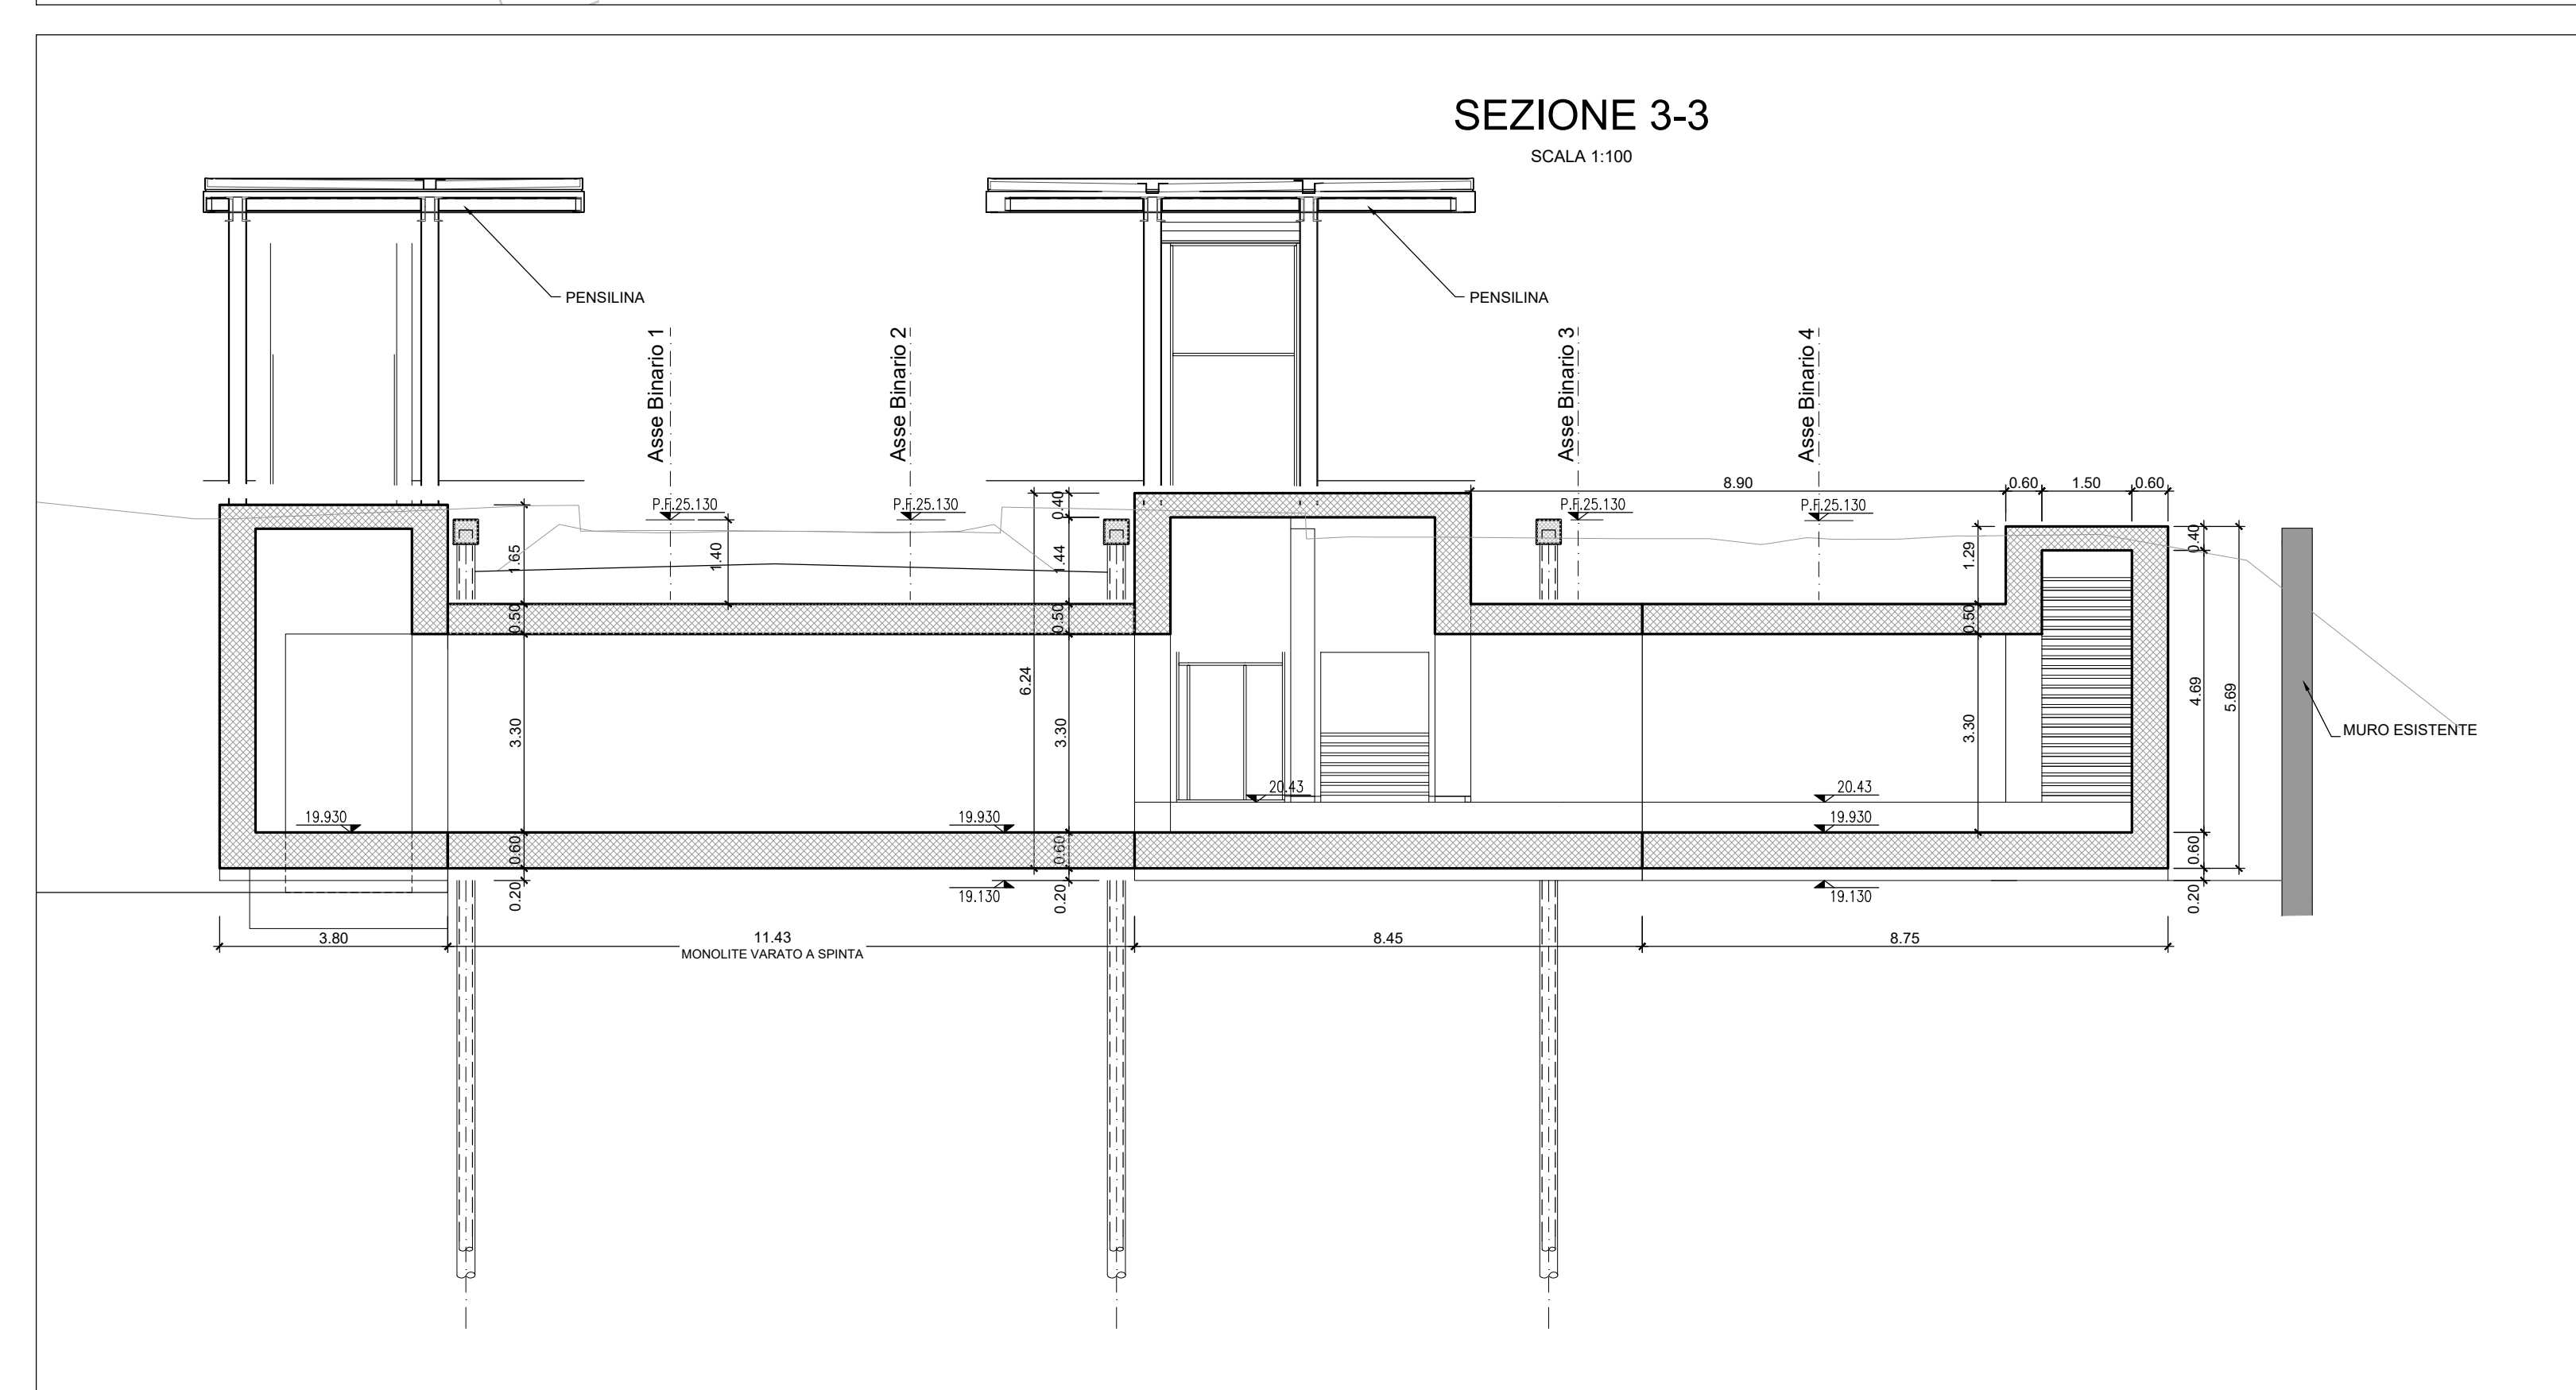 SEZIONE 3-3
SCALA 1:100
PENSILINA
PENSILINA
Asse Binario 1
Asse Binario 2
Asse Binario 3
Asse Binario 4
P.F.25.130
P.F.25.130
P.F.25.130
P.F.25.130
8.90
0.60
1.50
0.60
1.65
0.50
3.30
0.60
0.20
1.40
6.24
0.40
1.44
0.50
3.30
0.60
0.20
1.29
0.50
3.30
0.40
4.69
5.69
0.60
0.20
MURO ESISTENTE
20.43
20.43
19.930
19.930
19.930
19.130
19.130
3.80
11.43
MONOLITE VARATO A SPINTA
8.45
8.75